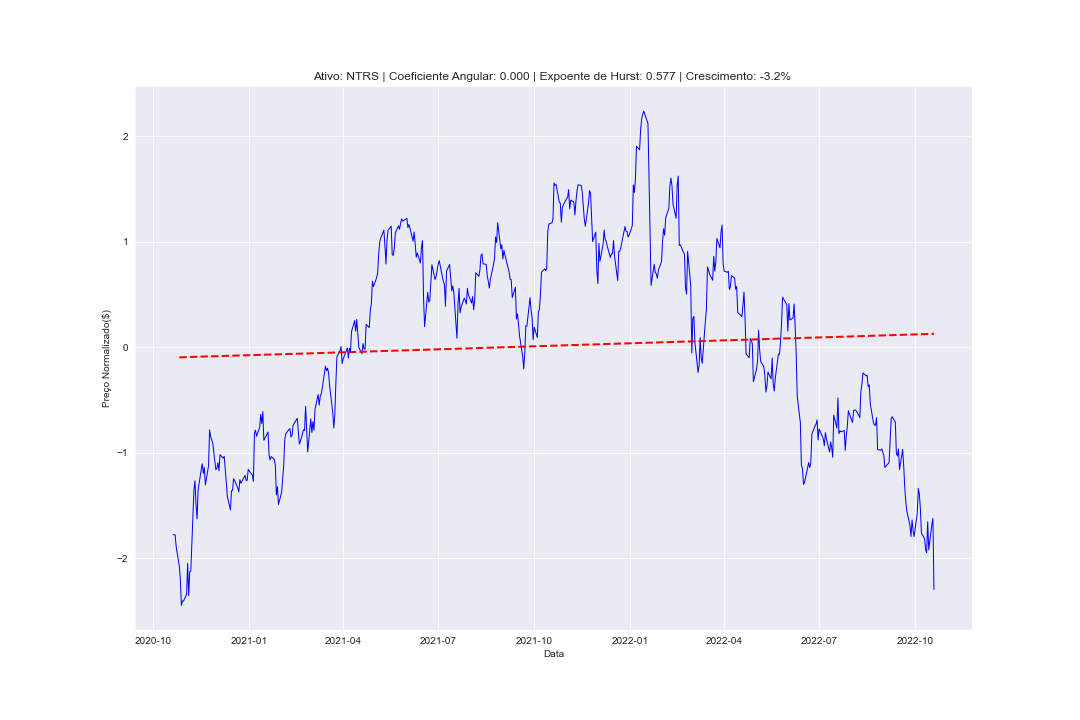 Ativo: NTRS | Coeficiente Angular: 0.000 | Expoente de Hurst: 0.577 | Crescimento: -3.2%
Preço Normalizado($)
2
1
0
−1
−2
2020-10 2021-01 2021-04 2021-07 2021-10 2022-01 2022-04 2022-07 2022-10
Data